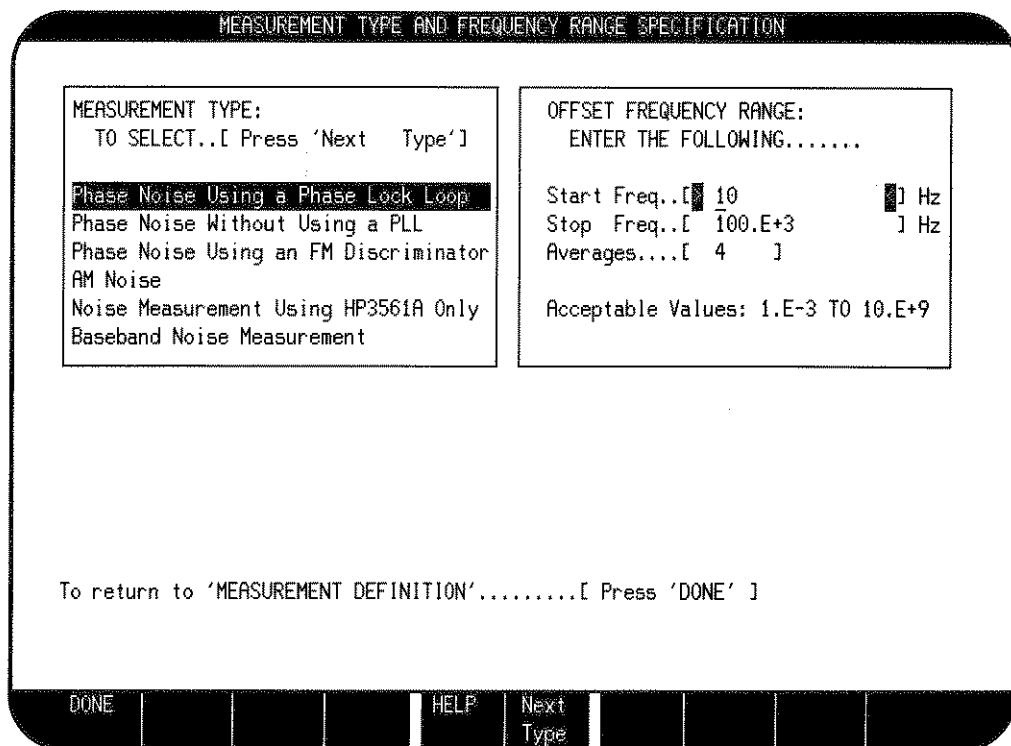 MEASUREMENT TYPE AND FREQUENCY RANGE SPECIFICATION
MEASUREMENT TYPE:
TO SELECT..[ Press 'Next Type']
Phase Noise Using a Phase Lock Loop
Phase Noise Without Using a PLL
Phase Noise Using an FM Discriminator
AM Noise
Noise Measurement Using HP3561A Only
Baseband Noise Measurement
OFFSET FREQUENCY RANGE:
ENTER THE FOLLOWING.......
Start Freq..[ 10 ] Hz
Stop Freq..[ 100.E+3 ] Hz
Averages....[ 4 ]
Acceptable Values: 1.E-3 TO 10.E+9
To return to 'MEASUREMENT DEFINITION'.........[ Press 'DONE' ]
DONE
HELP
Next
Type